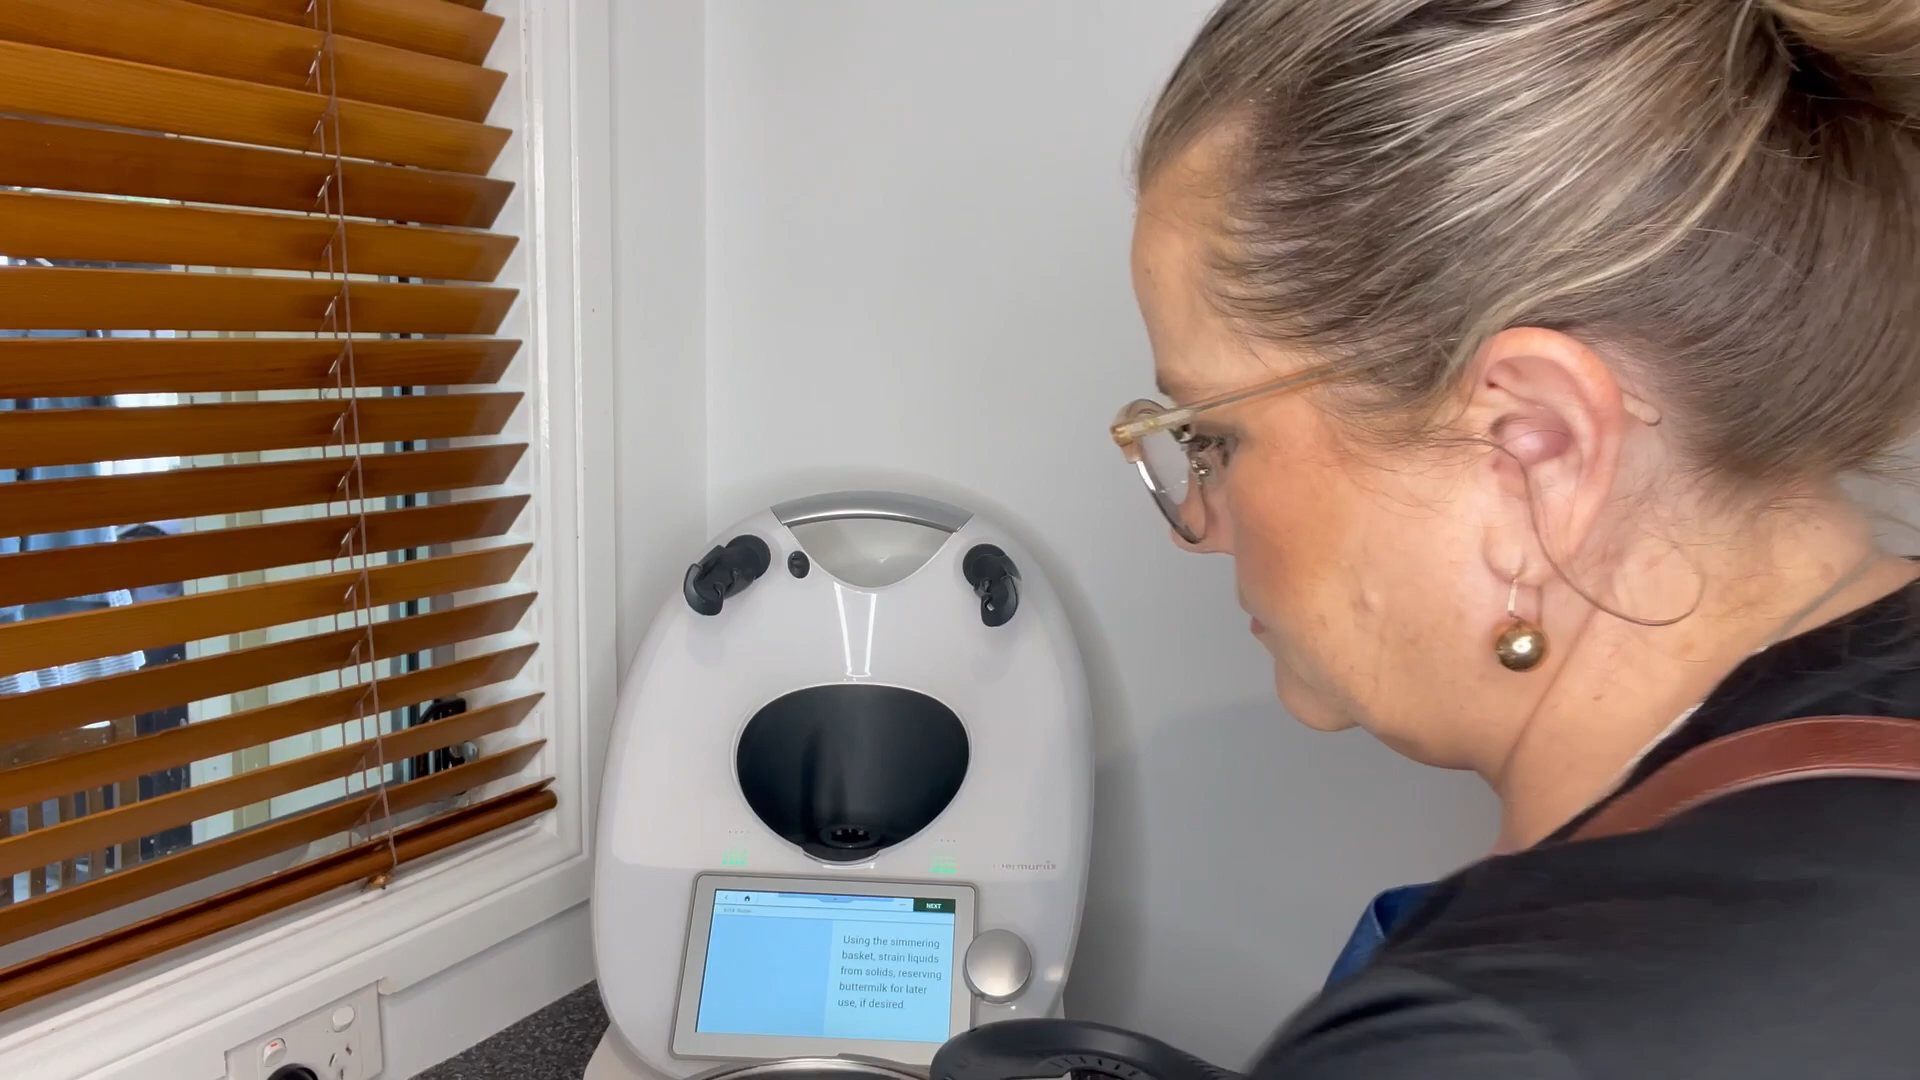 NEXT
Using the simmering
basket, strain liquids
from solids, reserving
buttermilk for later
use, if desired